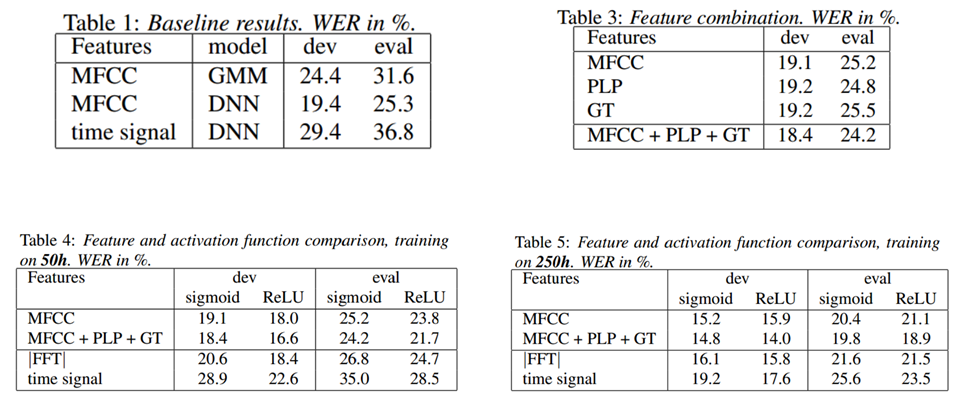 Table 1: Baseline results. WER in %.
Features model dev eval
MFCC GMM 24.4 31.6
MFCC DNN 19.4 25.3
time signal DNN 29.4 36.8
Table 3: Feature combination. WER in %.
Features dev eval
MFCC 19.1 25.2
PLP 19.2 24.8
GT 19.2 25.5
MFCC + PLP + GT 18.4 24.2
Table 4: Feature and activation function comparison, training
on 50h. WER in %.
Features dev eval
sigmoid ReLU sigmoid ReLU
MFCC 19.1 18.0 25.2 23.8
MFCC + PLP + GT 18.4 16.6 24.2 21.7
|FFT| 20.6 18.4 26.8 24.7
time signal 28.9 22.6 35.0 28.5
Table 5: Feature and activation function comparison, training
on 250h. WER in %.
Features dev eval
sigmoid ReLU sigmoid ReLU
MFCC 15.2 15.9 20.4 21.1
MFCC + PLP + GT 14.8 14.0 19.8 18.9
|FFT| 16.1 15.8 21.6 21.5
time signal 19.2 17.6 25.6 23.5